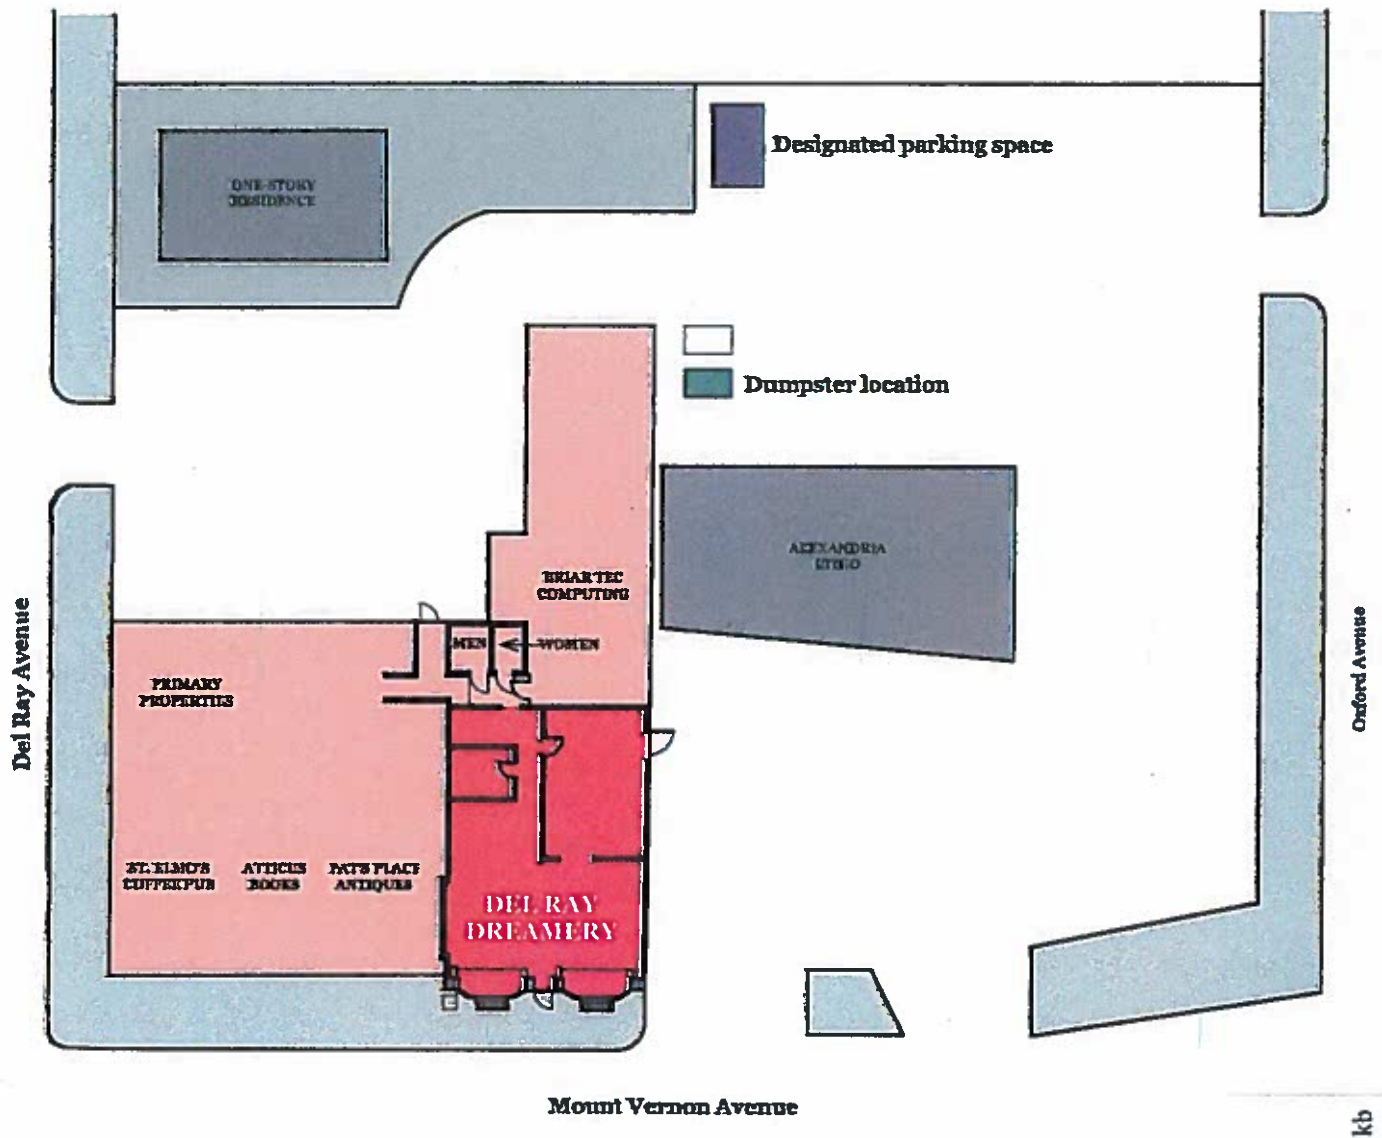 Designated parking space
ONE-STORY
RESIDENCE
Dumpster location
ALEXANDRIA
BRIARTEC
COMPUTING
MEN
WOMEN
PRIMARY
PROPERTIES
Del Ray Avenue
Oxford Avenue
ST. ELMO'S
COFFEEPUB
ATTICUS
BOOKS
PAT'S PLACE
ANTIQUES
DEL RAY
DREAMERY
Mount Vernon Avenue
kb